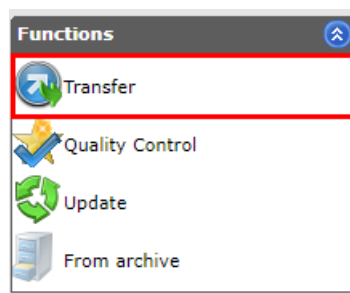 Functions
Transfer
Quality Control
Update
From archive